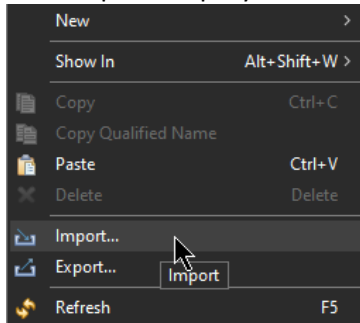 New >
Show In Alt+Shift+W >
Copy Ctrl+C
Copy Qualified Name
Paste Ctrl+V
Delete Delete
Import...
Export...
Import
Refresh F5